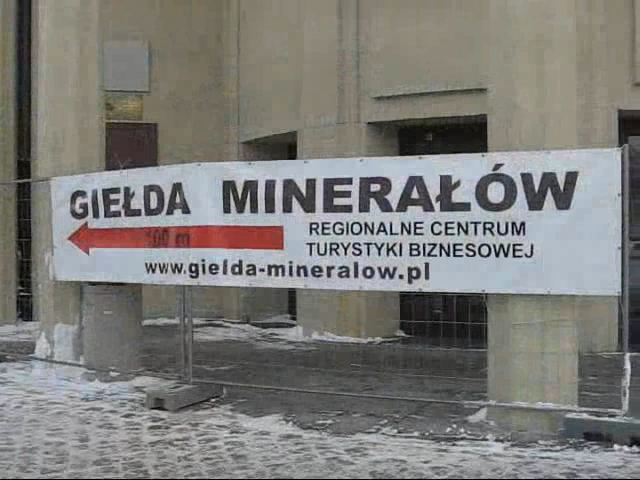 GIEŁDA MINERAŁÓW
100 m
REGIONALNE CENTRUM
TURYSTYKI BIZNESOWEJ
www.gielda-mineralow.pl